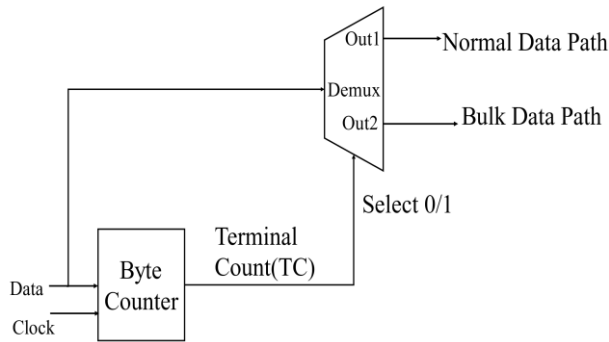 Out1
Normal Data Path
Demux
Out2
Bulk Data Path
Select 0/1
Terminal
Count(TC)
Byte
Counter
Data
Clock